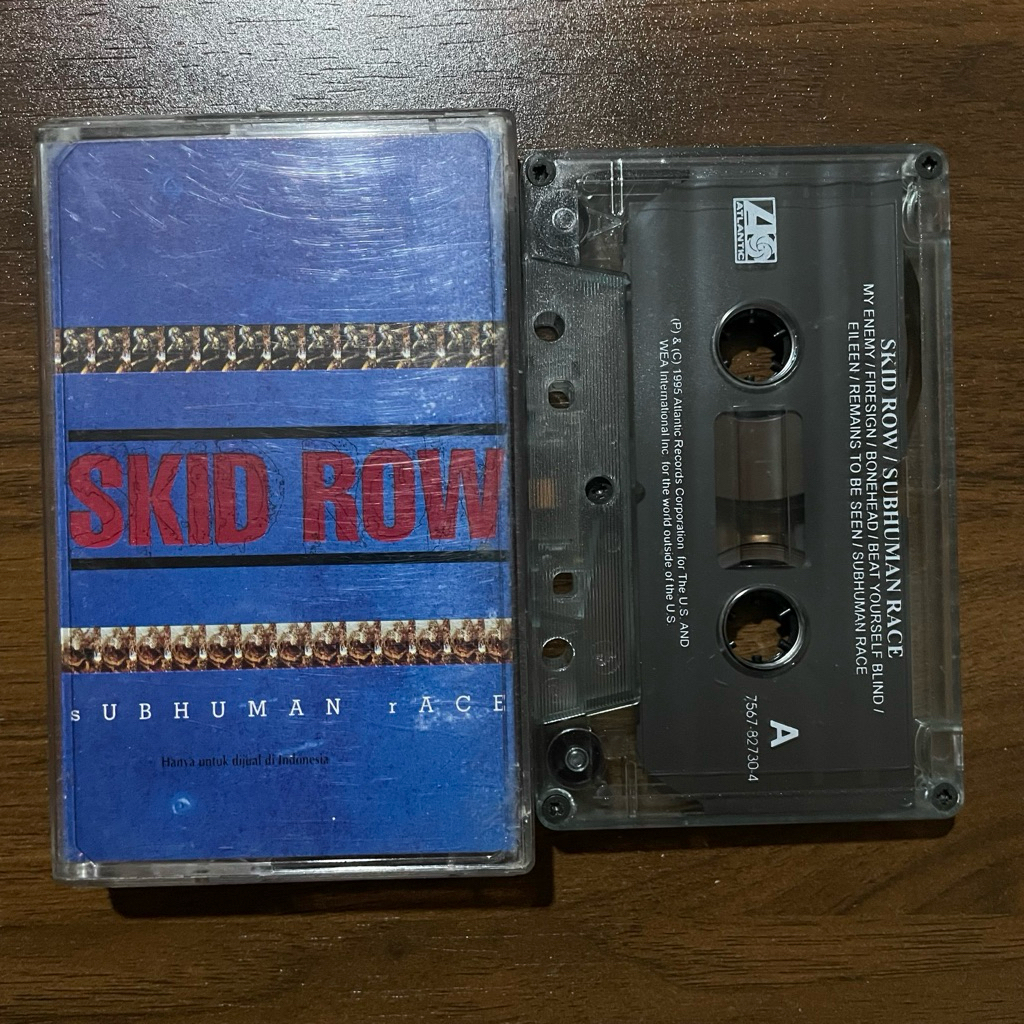 SKID ROW
sUBHUMAN rACE
Hanya untuk dijual di Indonesia
ATLANTIC
SKID ROW / SUBHUMAN RACE
MY ENEMY / FIRESIGN / BONEHEAD / BEAT YOURSELF BLIND /
EILEEN / REMAINS TO BE SEEN / SUBHUMAN RACE
(P) & (C) 1995 Atlantic Records Corporation for The U.S. AND
WEA International Inc for the world outside of the U.S
A
7567-82730-4